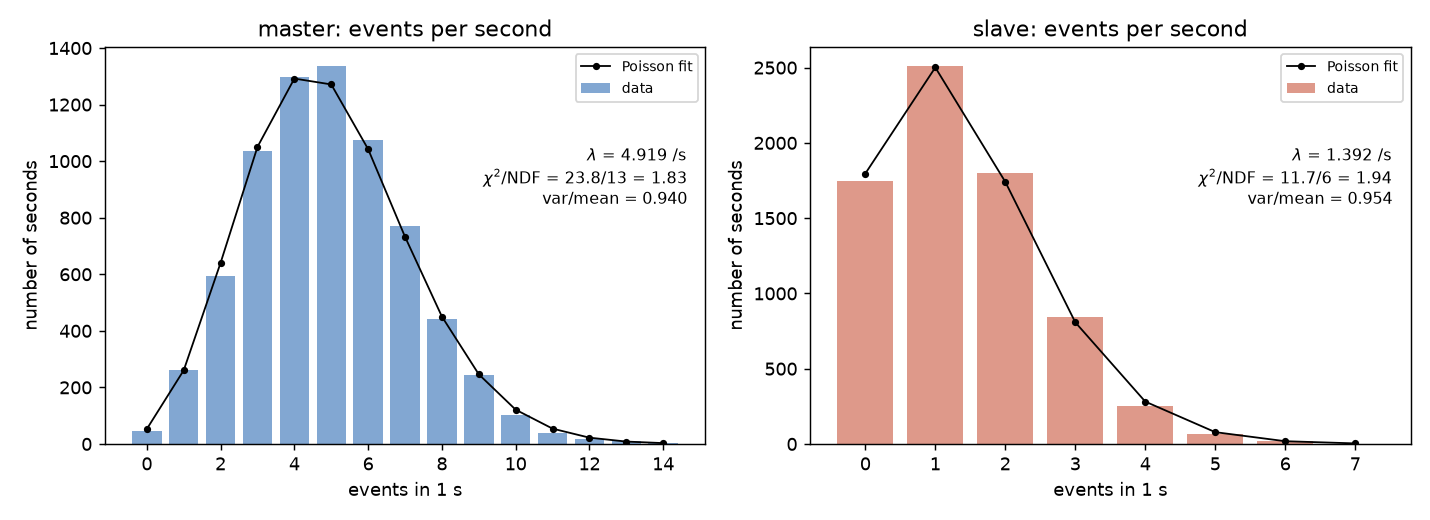 master: events per second
1400
1200
1000
800
600
400
200
0
number of seconds
0 2 4 6 8 10 12 14
events in 1 s
Poisson fit
data
λ = 4.919 /s
χ²/NDF = 23.8/13 = 1.83
var/mean = 0.940
slave: events per second
2500
2000
1500
1000
500
0
number of seconds
0 1 2 3 4 5 6 7
events in 1 s
Poisson fit
data
λ = 1.392 /s
χ²/NDF = 11.7/6 = 1.94
var/mean = 0.954